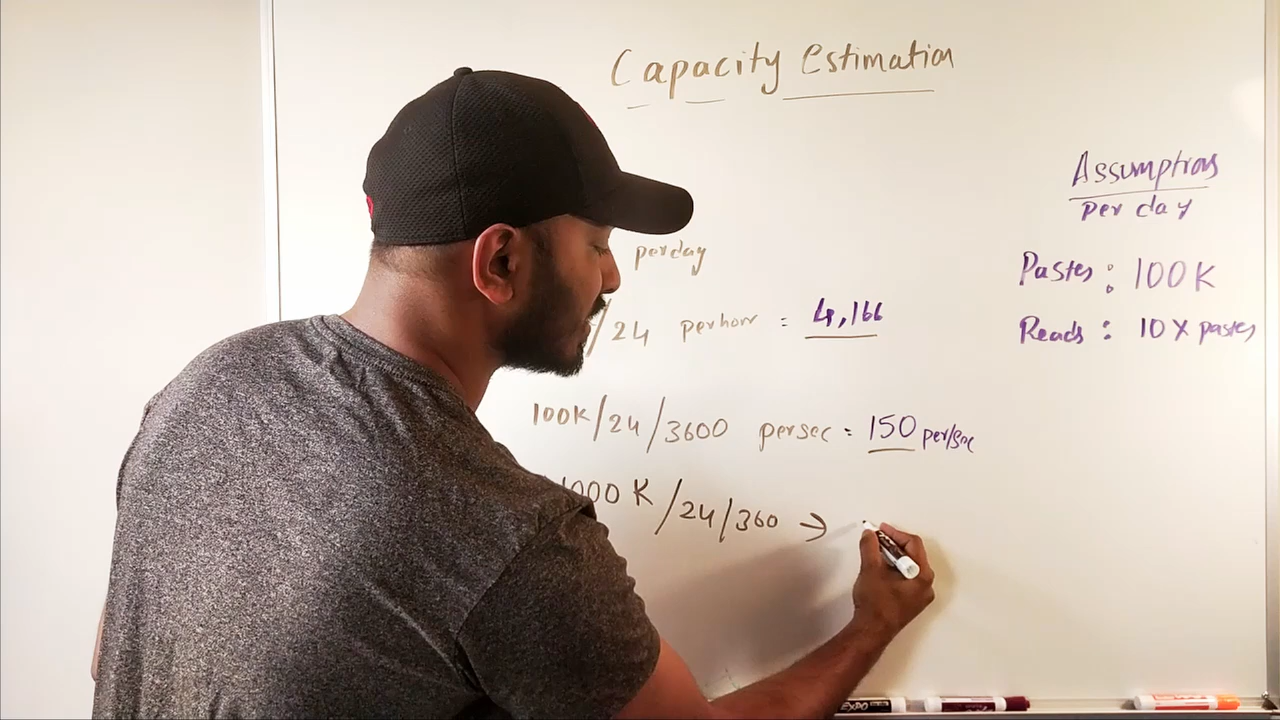 Capacity Estimation
Assumptions
per day
Pastes : 100K
Reads : 10 X pastes
per day
/24 per hour = 4,166
100K/24/3600 per sec = 150 per/sec
1000 K/24/360 →
EXPO